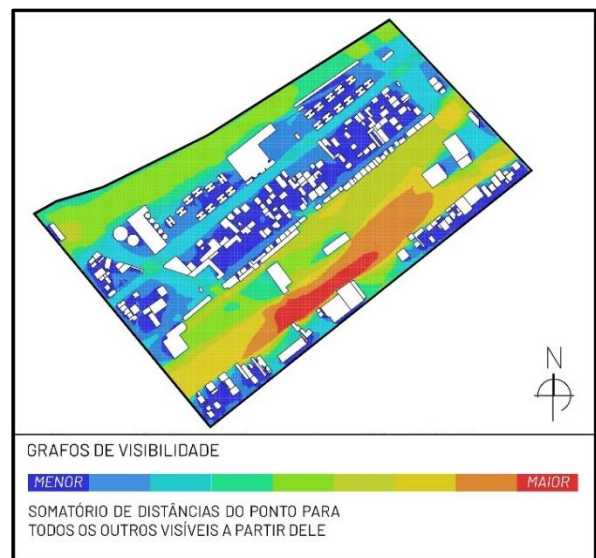 N
GRAFOS DE VISIBILIDADE
MENOR MAIOR
SOMATÓRIO DE DISTÂNCIAS DO PONTO PARA
TODOS OS OUTROS VISÍVEIS A PARTIR DELE